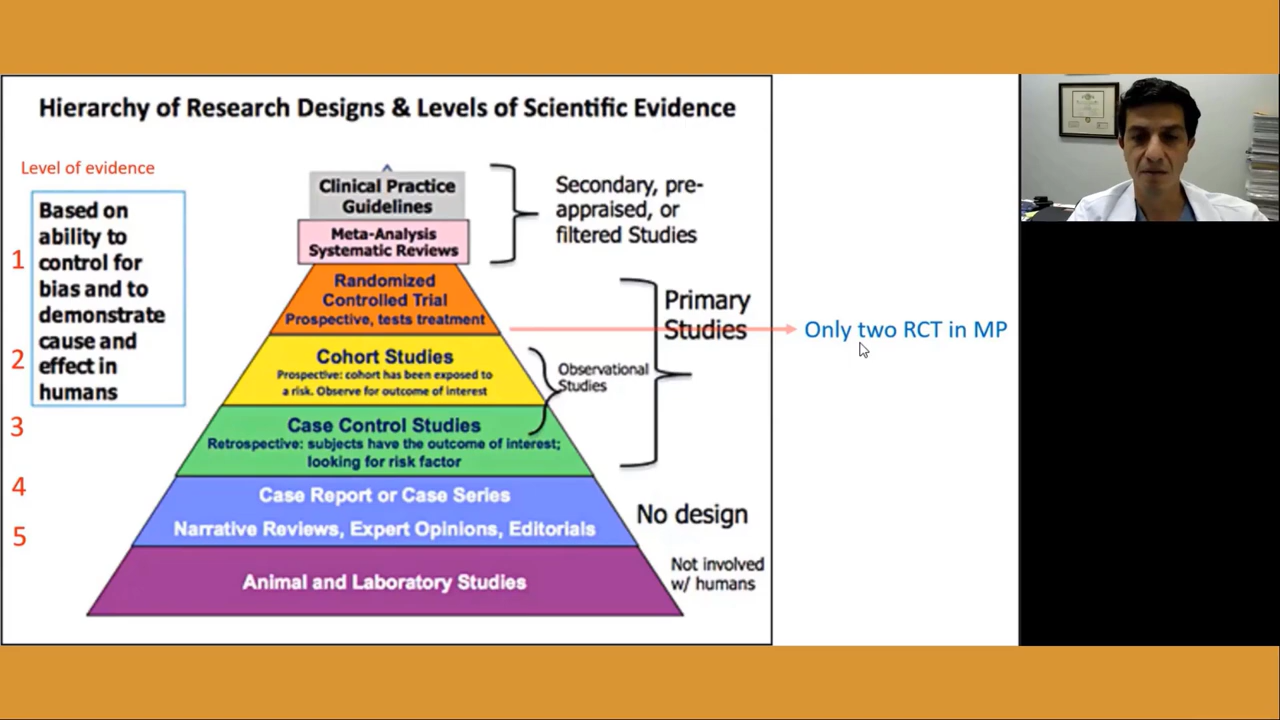 Hierarchy of Research Designs & Levels of Scientific Evidence
Level of evidence
Based on
ability to
control for
bias and to
demonstrate
cause and
effect in
humans
1
2
3
4
5
Clinical Practice
Guidelines
Meta-Analysis
Systematic Reviews
Randomized
Controlled Trial
Prospective, tests treatment
Cohort Studies
Prospective: cohort has been exposed to
a risk. Observe for outcome of interest
Case Control Studies
Retrospective: subjects have the outcome of interest;
looking for risk factor
Case Report or Case Series
Narrative Reviews, Expert Opinions, Editorials
Animal and Laboratory Studies
Secondary, pre-
appraised, or
filtered Studies
Primary
Studies
Observational
Studies
No design
Not involved
w/ humans
Only two RCT in MP